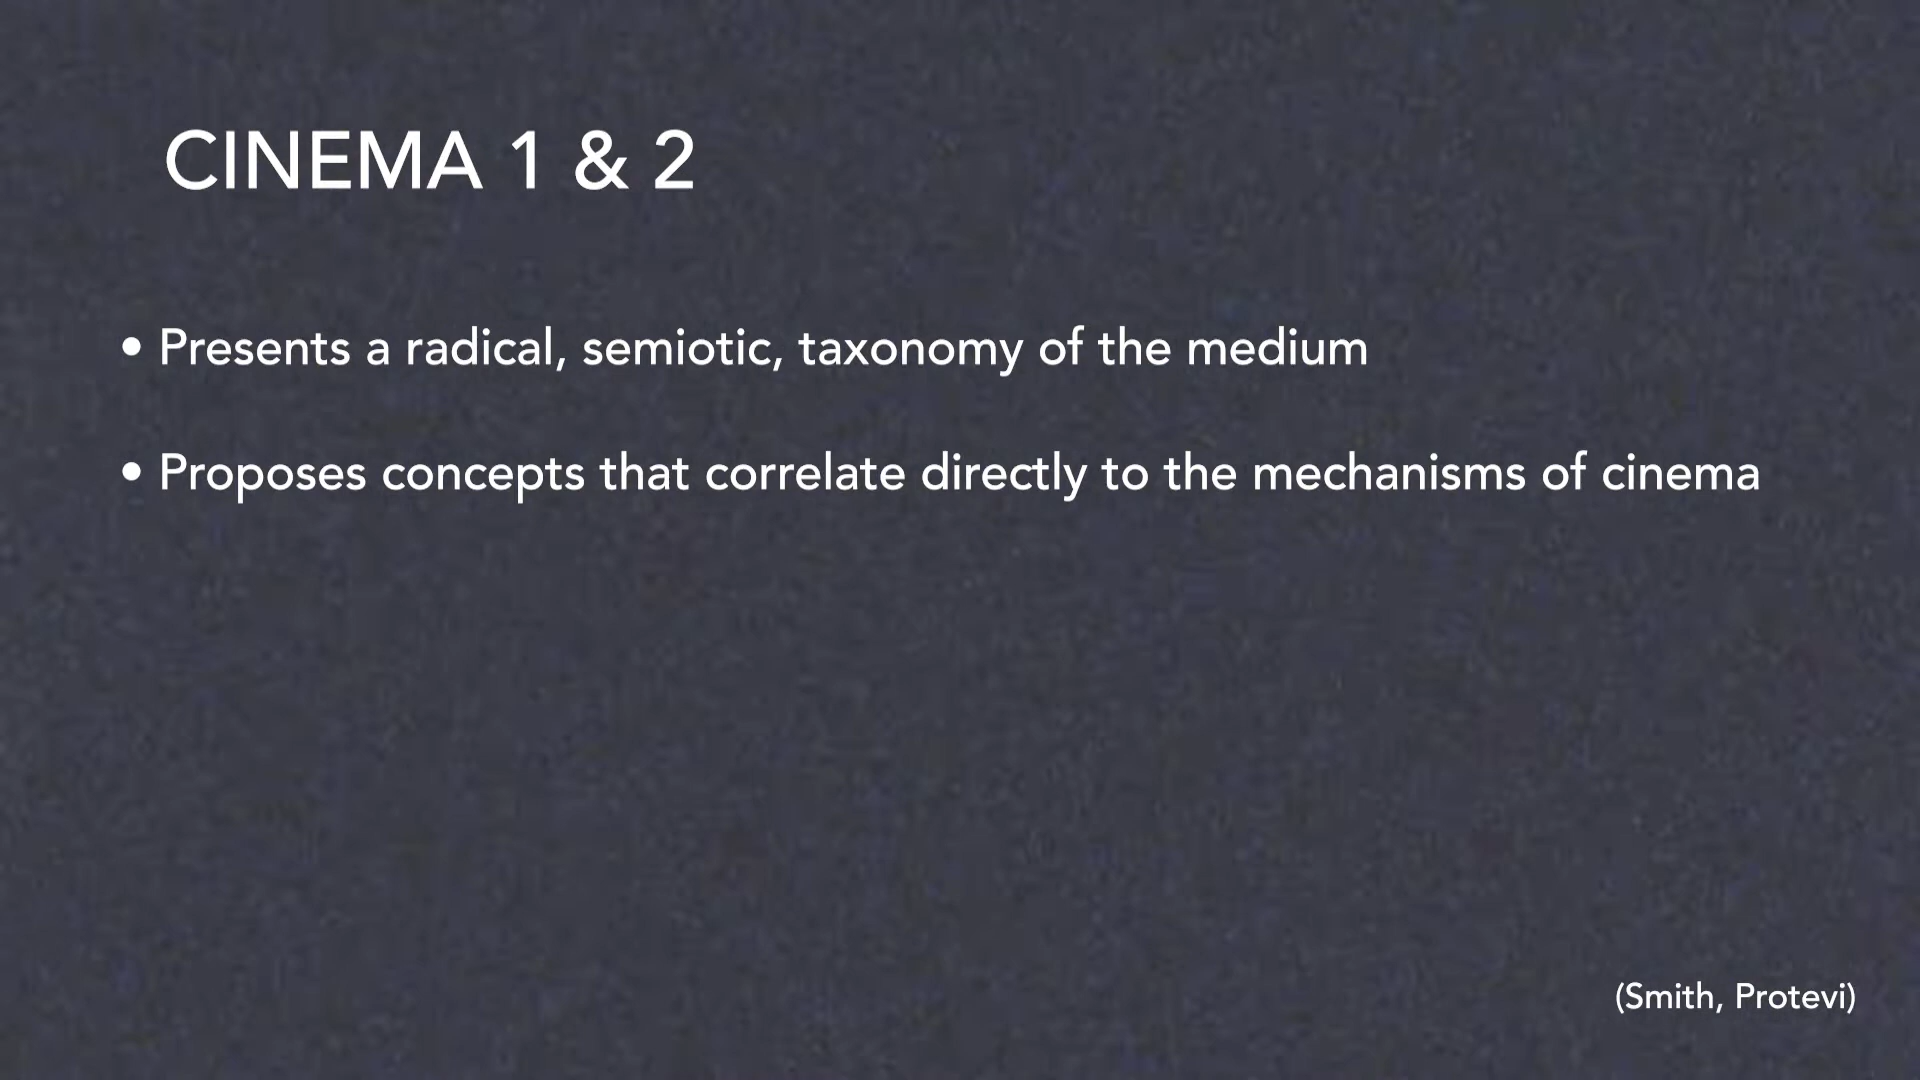 CINEMA 1 & 2
• Presents a radical, semiotic, taxonomy of the medium
• Proposes concepts that correlate directly to the mechanisms of cinema
(Smith, Protevi)